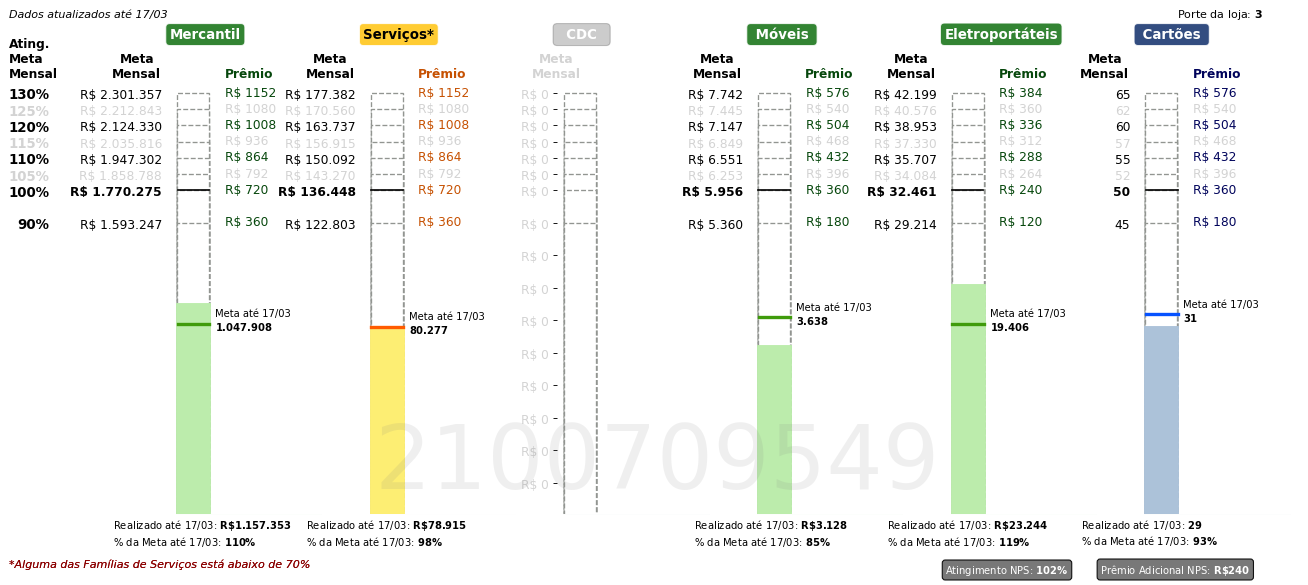 Dados atualizados até 17/03
Porte da loja: 3
Mercantil Serviços* CDC Móveis Eletroportáteis Cartões
Ating. Meta Mensal
Meta Mensal Prêmio Meta Mensal Prêmio Meta Mensal Meta Mensal Prêmio Meta Mensal Prêmio Meta Mensal Prêmio
130% R$ 2.301.357 R$ 1152 R$ 177.382 R$ 1152 R$ 0 R$ 7.742 R$ 576 R$ 42.199 R$ 384 65 R$ 576
125% R$ 2.212.843 R$ 1080 R$ 170.560 R$ 1080 R$ 0 R$ 7.445 R$ 540 R$ 40.576 R$ 360 62 R$ 540
120% R$ 2.124.330 R$ 1008 R$ 163.737 R$ 1008 R$ 0 R$ 7.147 R$ 504 R$ 38.953 R$ 336 60 R$ 504
115% R$ 2.035.816 R$ 936 R$ 156.915 R$ 936 R$ 0 R$ 6.849 R$ 468 R$ 37.330 R$ 312 57 R$ 468
110% R$ 1.947.302 R$ 864 R$ 150.092 R$ 864 R$ 0 R$ 6.551 R$ 432 R$ 35.707 R$ 288 55 R$ 432
105% R$ 1.858.788 R$ 792 R$ 143.270 R$ 792 R$ 0 R$ 6.253 R$ 396 R$ 34.084 R$ 264 52 R$ 396
100% R$ 1.770.275 R$ 720 R$ 136.448 R$ 720 R$ 0 R$ 5.956 R$ 360 R$ 32.461 R$ 240 50 R$ 360
90% R$ 1.593.247 R$ 360 R$ 122.803 R$ 360 R$ 0 R$ 5.360 R$ 180 R$ 29.214 R$ 120 45 R$ 180
R$ 0
R$ 0
R$ 0
R$ 0
R$ 0
R$ 0
R$ 0
R$ 0
Meta até 17/03 Meta até 17/03 Meta até 17/03 Meta até 17/03 Meta até 17/03
1.047.908 80.277 3.638 19.406 31
2100709549
Realizado até 17/03: R$1.157.353 Realizado até 17/03: R$78.915 Realizado até 17/03: R$3.128 Realizado até 17/03: R$23.244 Realizado até 17/03: 29
% da Meta até 17/03: 110% % da Meta até 17/03: 98% % da Meta até 17/03: 85% % da Meta até 17/03: 119% % da Meta até 17/03: 93%
*Alguma das Famílias de Serviços está abaixo de 70%
Atingimento NPS: 102% Prêmio Adicional NPS: R$240